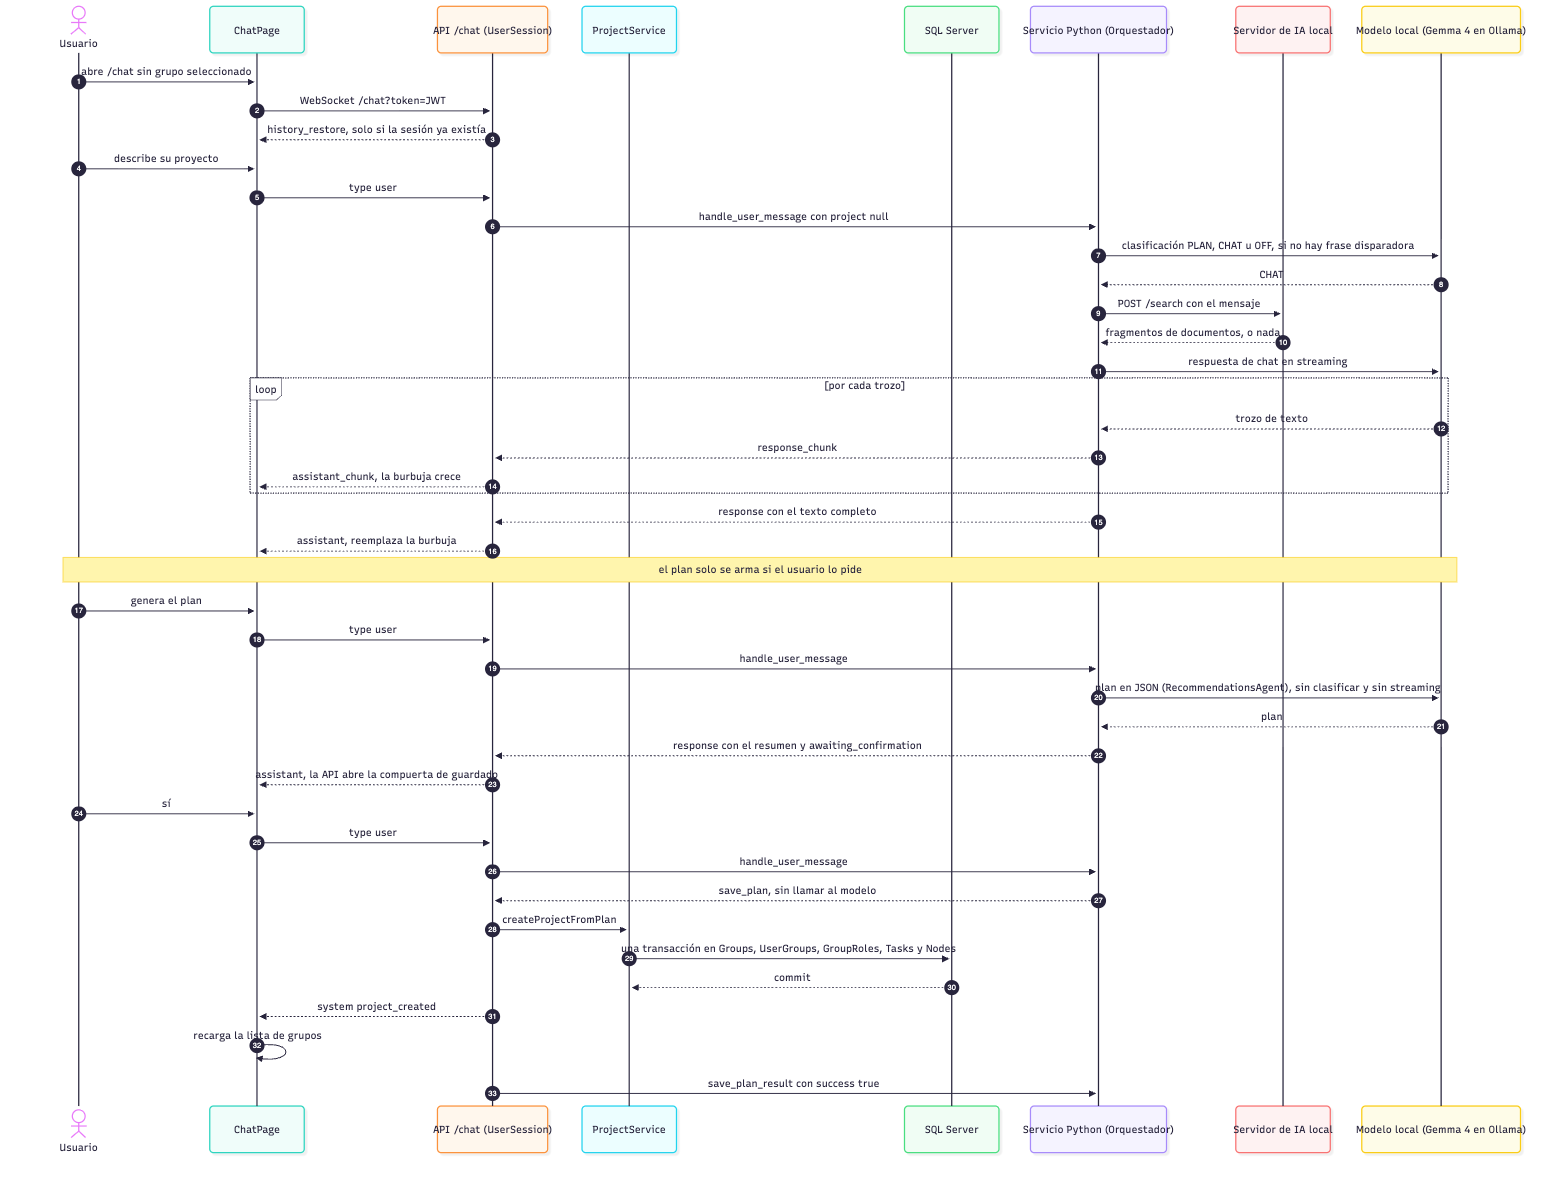 Usuario
ChatPage
API /chat (UserSession)
ProjectService
SQL Server
Servicio Python (Orquestador)
Servidor de IA local
Modelo local (Gemma 4 en Ollama)
1 abre /chat sin grupo seleccionado
2 WebSocket /chat?token=JWT
3 history_restore, solo si la sesión ya existía
4 describe su proyecto
5 type user
6 handle_user_message con project null
7 clasificación PLAN, CHAT u OFF, si no hay frase disparadora
8 CHAT
9 POST /search con el mensaje
10 fragmentos de documentos, o nada
11 respuesta de chat en streaming
loop
[por cada trozo]
12 trozo de texto
13 response_chunk
14 assistant_chunk, la burbuja crece
15 response con el texto completo
16 assistant, reemplaza la burbuja
el plan solo se arma si el usuario lo pide
17 genera el plan
18 type user
19 handle_user_message
20 plan en JSON (RecommendationsAgent), sin clasificar y sin streaming
21 plan
22 response con el resumen y awaiting_confirmation
23 assistant, la API abre la compuerta de guardado
24 sí
25 type user
26 handle_user_message
27 save_plan, sin llamar al modelo
28 createProjectFromPlan
29 una transacción en Groups, UserGroups, GroupRoles, Tasks y Nodes
30 commit
31 system project_created
32 recarga la lista de grupos
33 save_plan_result con success true
Usuario
ChatPage
API /chat (UserSession)
ProjectService
SQL Server
Servicio Python (Orquestador)
Servidor de IA local
Modelo local (Gemma 4 en Ollama)